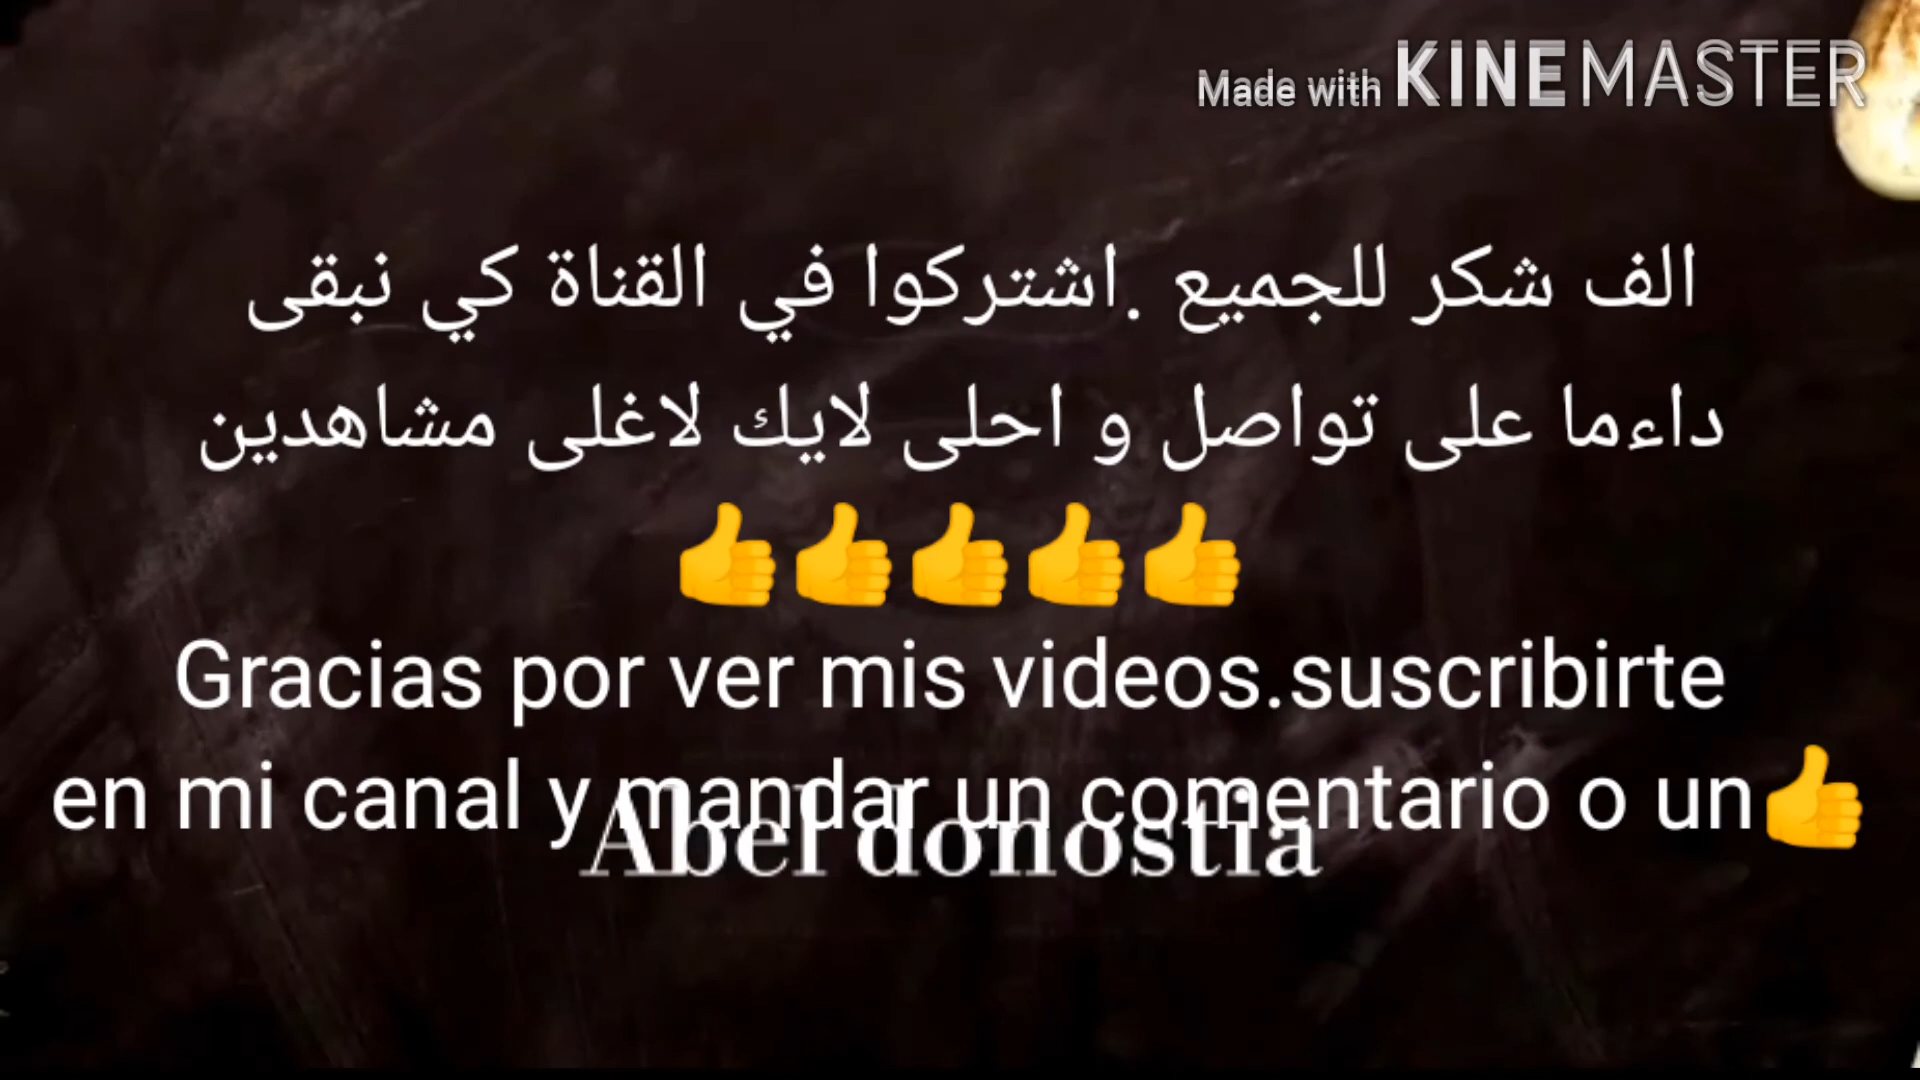 Made with KINEMASTER
الف شكر للجميع .اشتركوا في القناة كي نبقى
داءما على تواصل و احلى لايك لاغلى مشاهدين
👍👍👍👍👍
Gracias por ver mis videos.suscribirte
en mi canal y mandar un comentario o un👍
Abel donostia